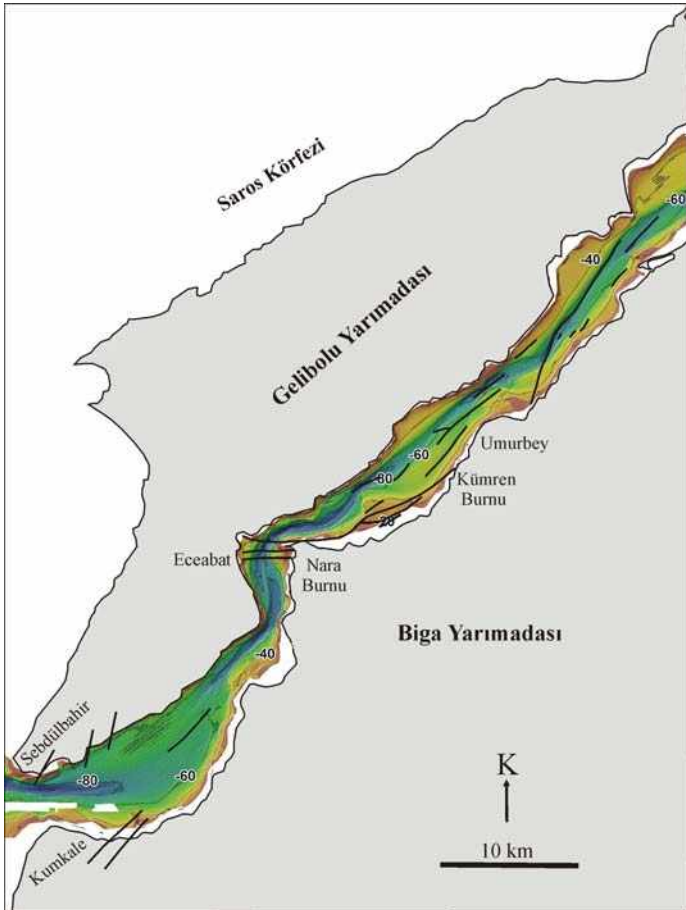 Saros Körfezi
-60
-40
Gelibolu Yarımadası
Umurbey
-60
-80
Kümren
Burnu
-20
Eceabat
Nara
Burnu
Biga Yarımadası
-40
Sebdülbahir
-80
-60
K
10 km
Kumkale